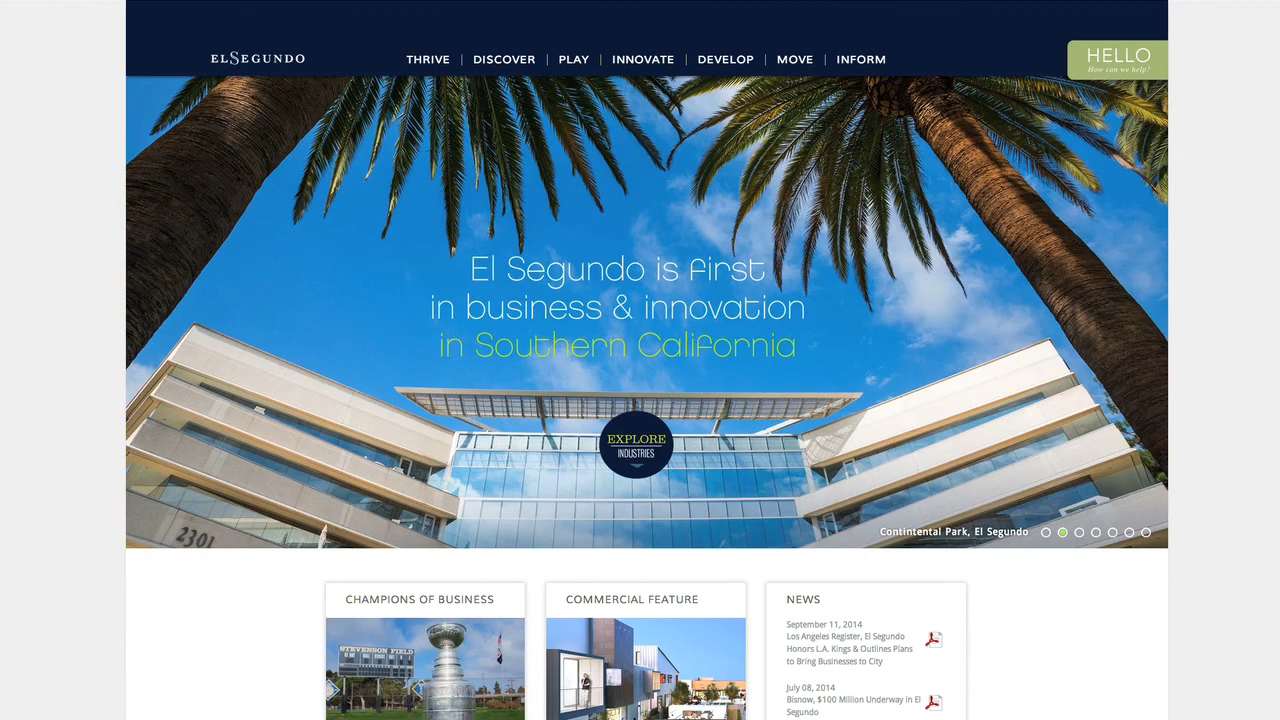 ELSEGUNDO
THRIVE | DISCOVER | PLAY | INNOVATE | DEVELOP | MOVE | INFORM
HELLO
How can we help?
El Segundo is first
in business & innovation
in Southern California
EXPLORE
INDUSTRIES
2301
Contintental Park, El Segundo
CHAMPIONS OF BUSINESS
STEVENSON FIELD
COMMERCIAL FEATURE
NEWS
September 11, 2014
Los Angeles Register, El Segundo
Honors L.A. Kings & Outlines Plans
to Bring Businesses to City
July 08, 2014
Bisnow, $100 Million Underway in El
Segundo